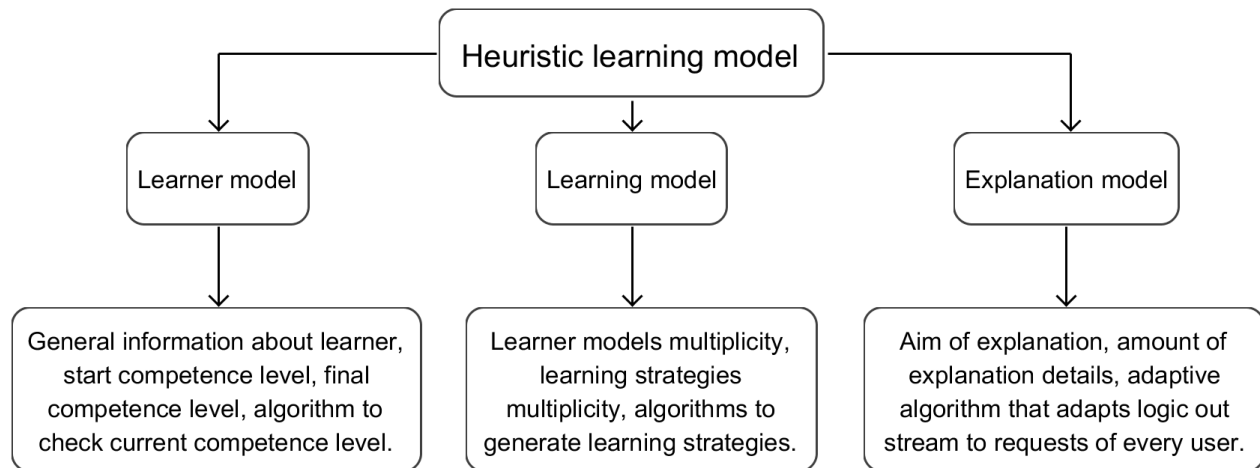 Heuristic learning model
Learner model
Learning model
Explanation model
General information about learner,
start competence level, final
competence level, algorithm to
check current competence level.
Learner models multiplicity,
learning strategies
multiplicity, algorithms to
generate learning strategies.
Aim of explanation, amount of
explanation details, adaptive
algorithm that adapts logic out
stream to requests of every user.